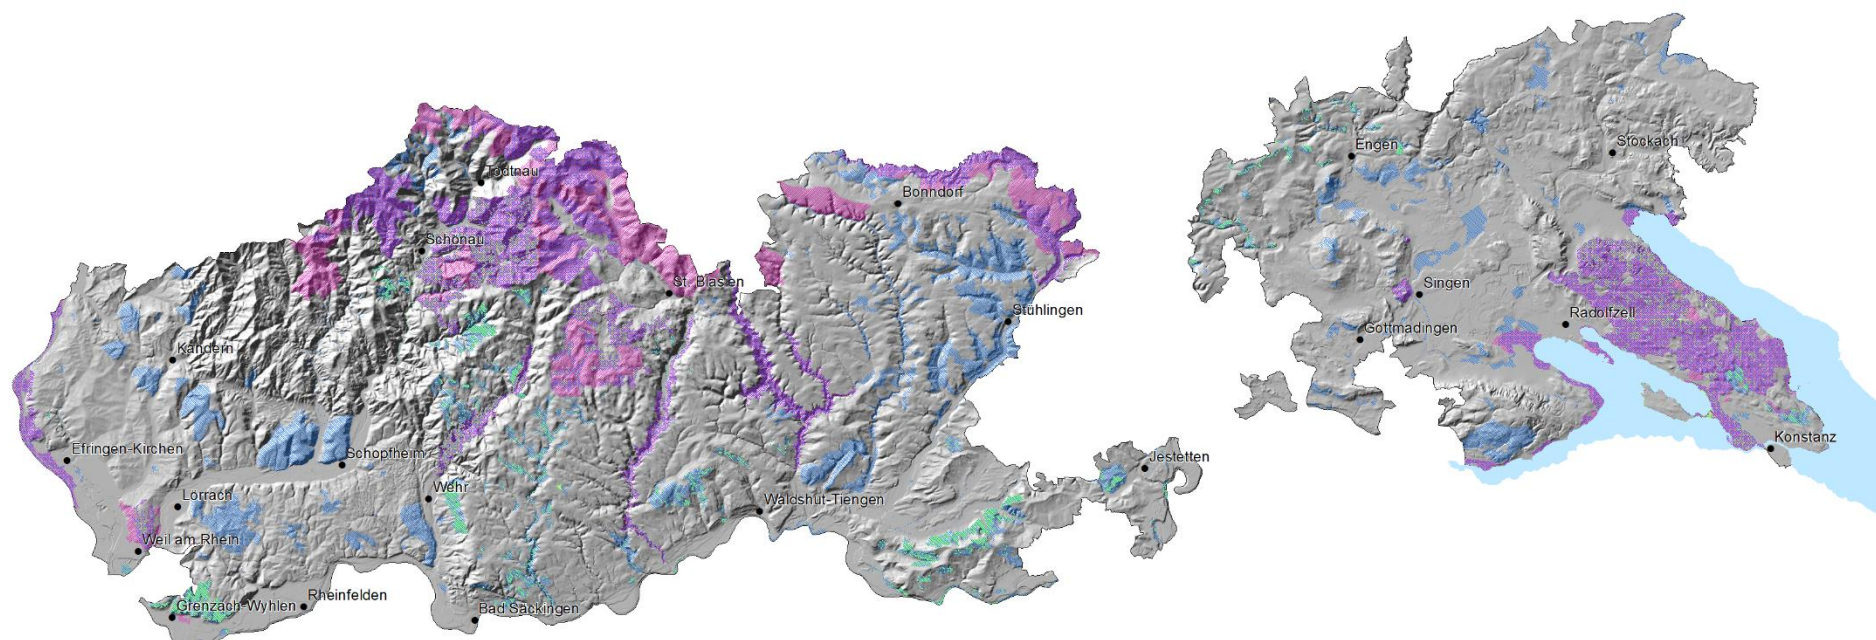 Todtnau
Schönau
St. Blasien
Bonndorf
Stühlingen
Kandern
Efringen-Kirchen
Schopfheim
Lörrach
Wehr
Weil am Rhein
Waldshut-Tiengen
Jestetten
Grenzach-Wyhlen
Rheinfelden
Bad Säckingen
Engen
Stockach
Singen
Radolfzell
Gottmadingen
Konstanz